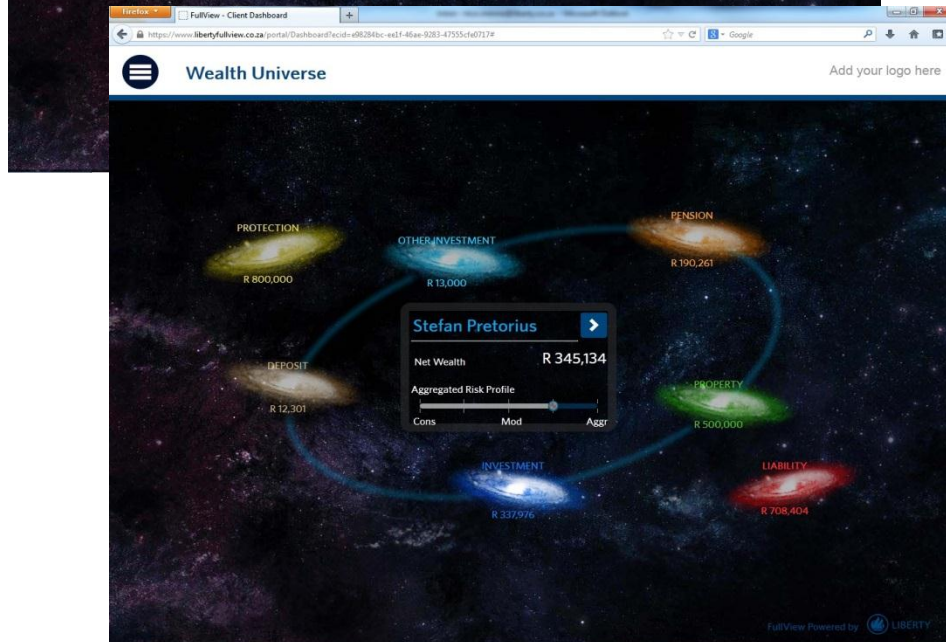 Firefox
FullView - Client Dashboard
+
https://www.libertyfullview.co.za/portal/Dashboard?ecid=e98284bc-ee1f-46ae-9283-47555cfe0717#
Google
Wealth Universe
Add your logo here
PENSION
PROTECTION
OTHER INVESTMENT
R 190,261
R 800,000
R 13,000
Stefan Pretorius
Net Wealth R 345,134
DEPOSIT
Aggregated Risk Profile
PROPERTY
R 12,301
Cons Mod Aggr
R 500,000
INVESTMENT
LIABILITY
R 337,976
R 708,404
FullView Powered by LIBERTY